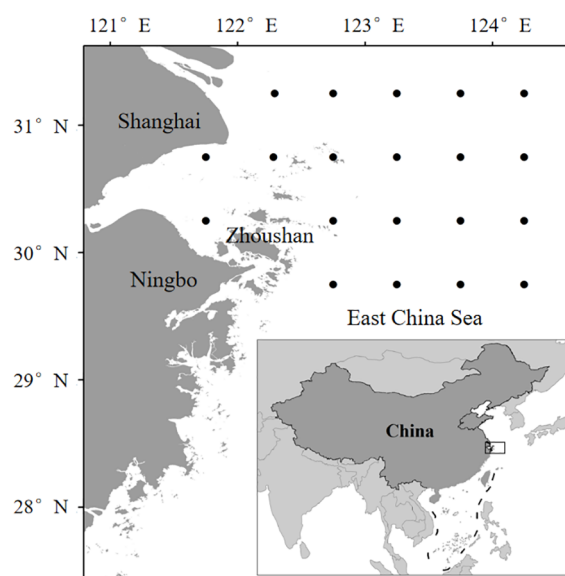 121° E 122° E 123° E 124° E
31° N
Shanghai
30° N
Zhoushan
Ningbo
East China Sea
29° N
China
28° N